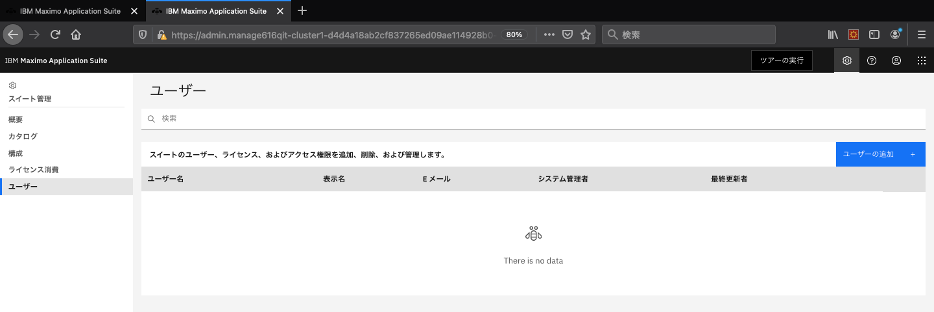 IBM Maximo Application Suite
IBM Maximo Application Suite
https://admin.manage616qit-cluster1-d4d4a18ab2cf837265ed09ae114928b0
80%
検索
IBM Maximo Application Suite
ツアーの実行
スイート管理
概要
カタログ
構成
ライセンス消費
ユーザー
ユーザー
検索
スイートのユーザー、ライセンス、およびアクセス権限を追加、削除、および管理します。
ユーザーの追加 +
ユーザー名 表示名 Eメール システム管理者 最終更新者
There is no data